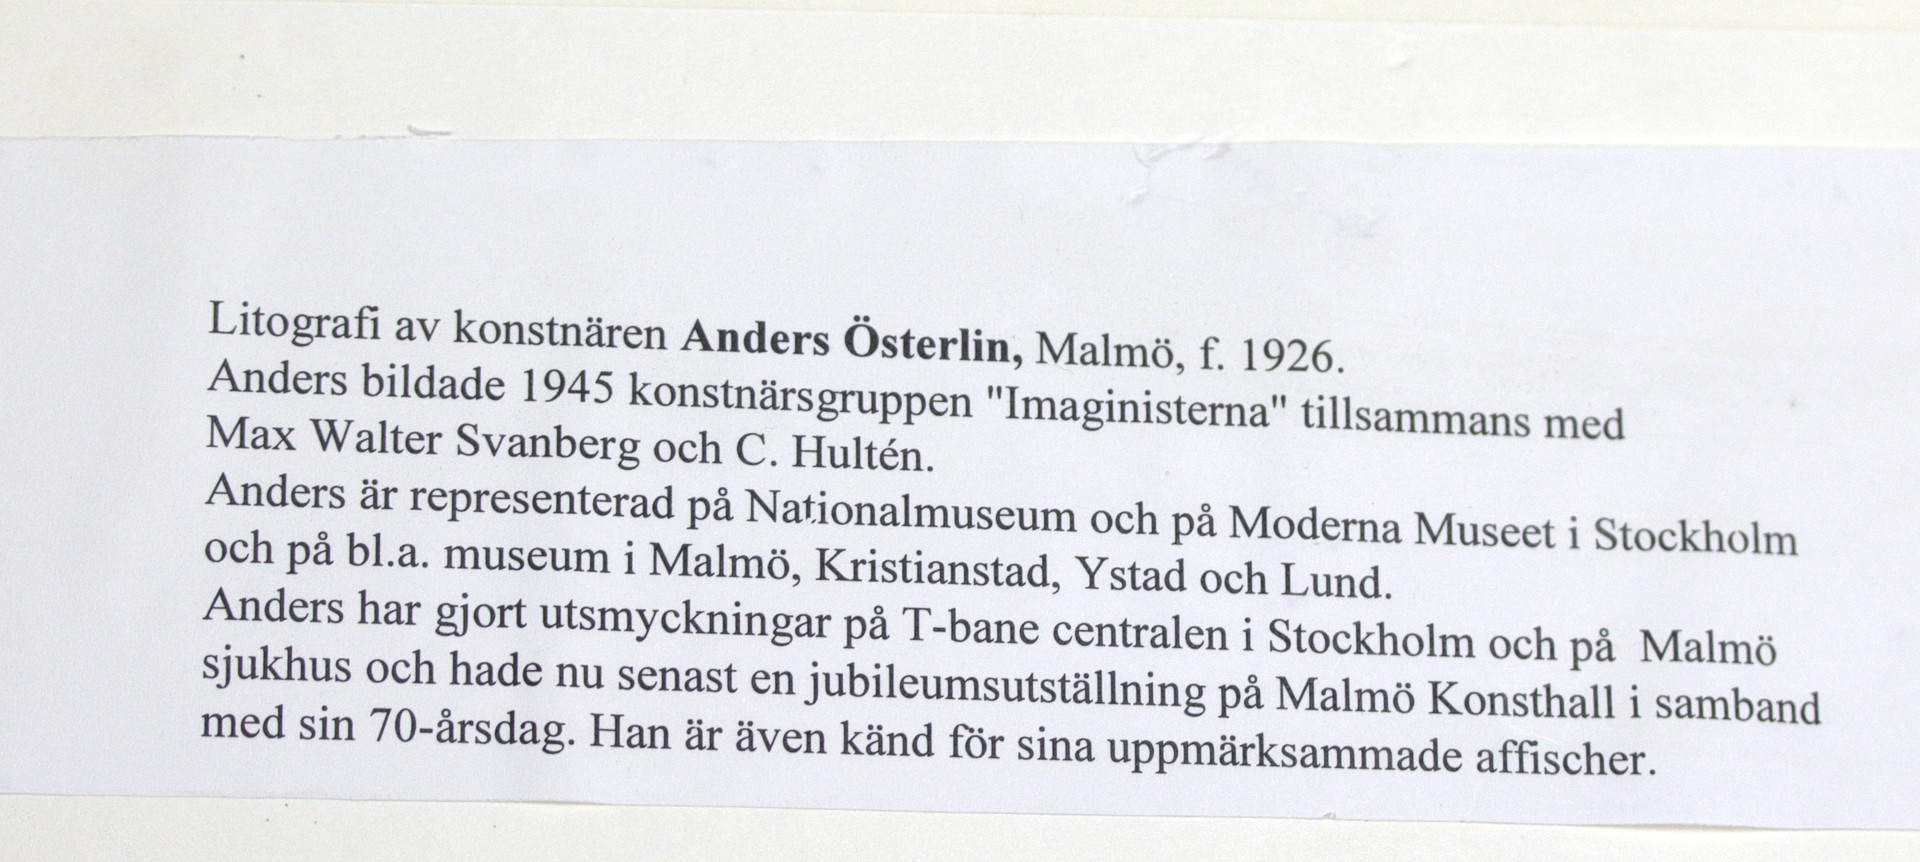 Litografi av konstnären Anders Österlin, Malmö, f. 1926.
Anders bildade 1945 konstnärsgruppen "Imaginisterna" tillsammans med
Max Walter Svanberg och C. Hultén.
Anders är representerad på Nationalmuseum och på Moderna Museet i Stockholm
och på bl.a. museum i Malmö, Kristianstad, Ystad och Lund.
Anders har gjort utsmyckningar på T-bane centralen i Stockholm och på  Malmö
sjukhus och hade nu senast en jubileumsutställning på Malmö Konsthall i samband
med sin 70-årsdag. Han är även känd för sina uppmärksammade affischer.